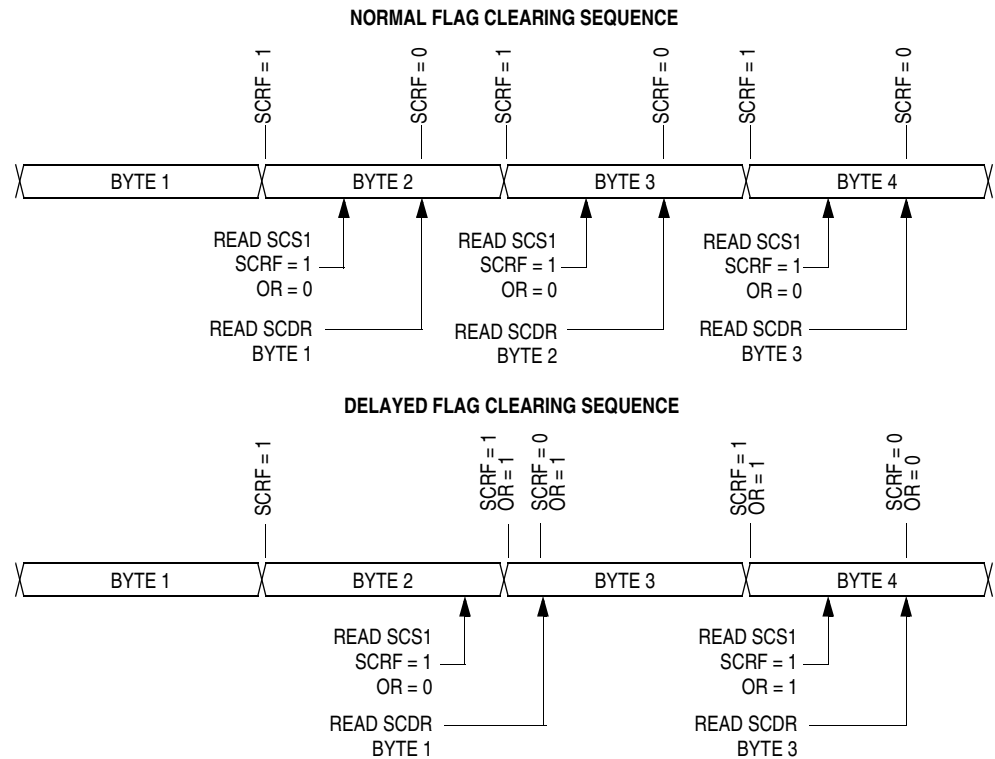 NORMAL FLAG CLEARING SEQUENCE
SCRF = 1
SCRF = 0
SCRF = 1
SCRF = 0
SCRF = 1
SCRF = 0
BYTE 1
BYTE 2
BYTE 3
BYTE 4
READ SCS1
SCRF = 1
OR = 0
READ SCDR
BYTE 1
READ SCS1
SCRF = 1
OR = 0
READ SCDR
BYTE 2
READ SCS1
SCRF = 1
OR = 0
READ SCDR
BYTE 3
DELAYED FLAG CLEARING SEQUENCE
SCRF = 1
SCRF = 1
OR = 1
SCRF = 0
OR = 1
SCRF = 1
OR = 1
SCRF = 0
OR = 0
BYTE 1
BYTE 2
BYTE 3
BYTE 4
READ SCS1
SCRF = 1
OR = 0
READ SCDR
BYTE 1
READ SCS1
SCRF = 1
OR = 1
READ SCDR
BYTE 3